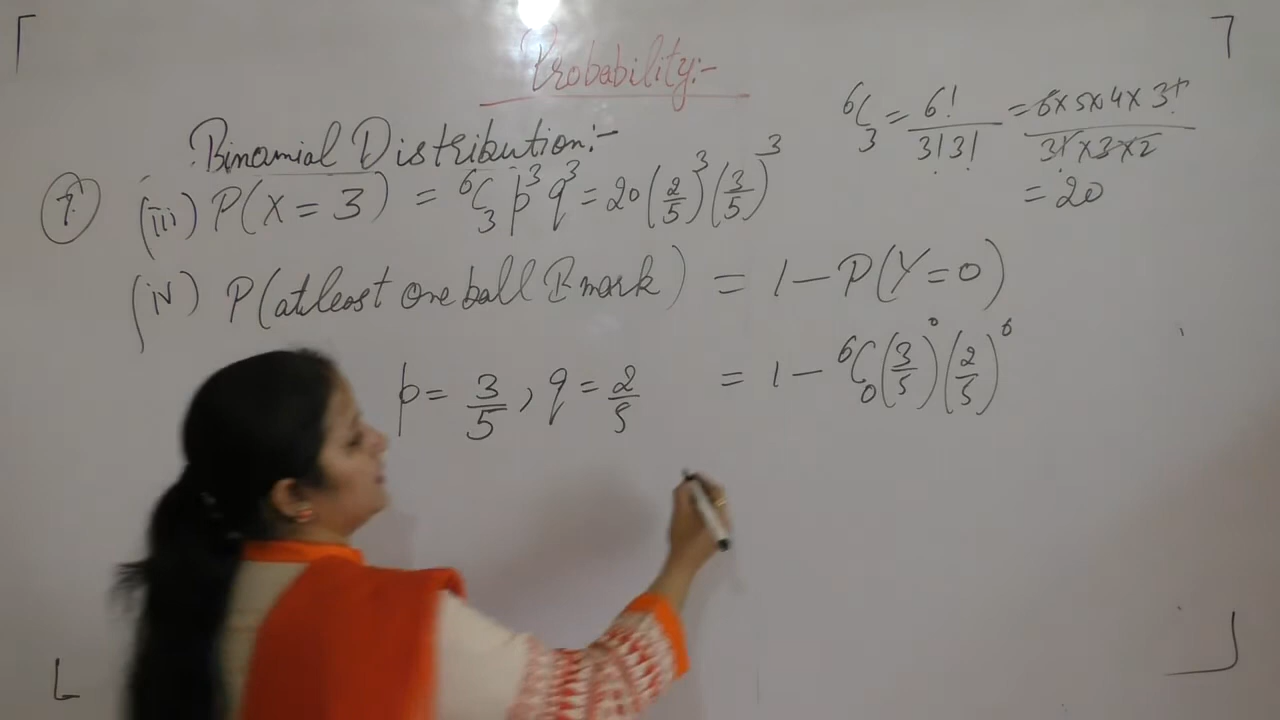 Probability:-
Binamial Distribution:-
9 (iii) P(X = 3) = ⁶C₃ p³ q³ = 20 (2/5)³ (3/5)³
⁶C₃ = 6!/3!3! = 6×5×4×3!/3!×3×2
= 20
(iv) P(atleast one ball Y mark) = 1 - P(Y = 0)
p = 3/5, q = 2/5 = 1 - ⁶C₀ (3/5)⁰ (2/5)⁶